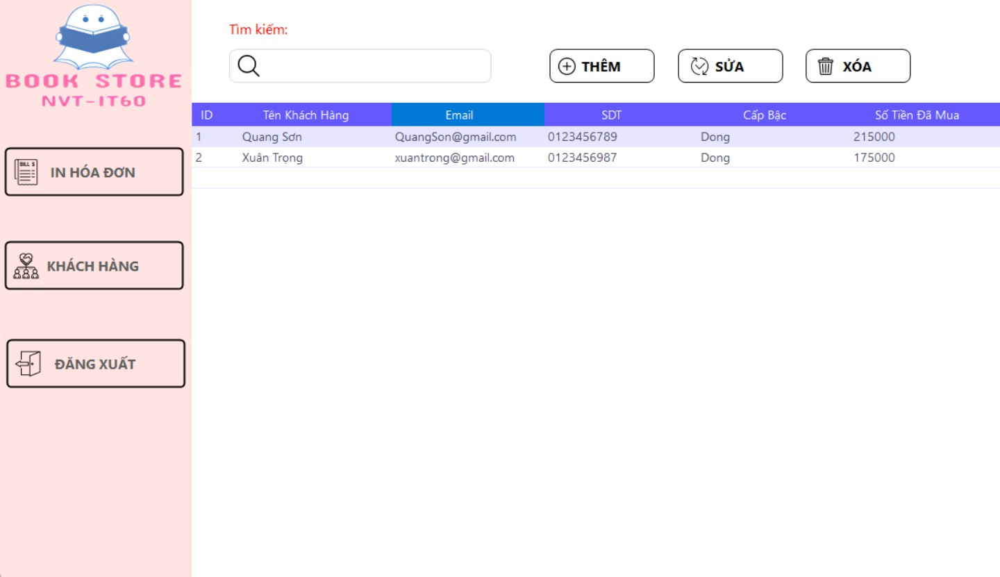 BOOK STORE
NVT-IT60
BILL $
IN HÓA ĐƠN
KHÁCH HÀNG
ĐĂNG XUẤT
Tìm kiếm:
THÊM
SỬA
XÓA
ID Tên Khách Hàng Email SDT Cấp Bậc Số Tiền Đã Mua
1 Quang Sơn QuangSon@gmail.com 0123456789 Dong 215000
2 Xuân Trọng xuantrong@gmail.com 0123456987 Dong 175000